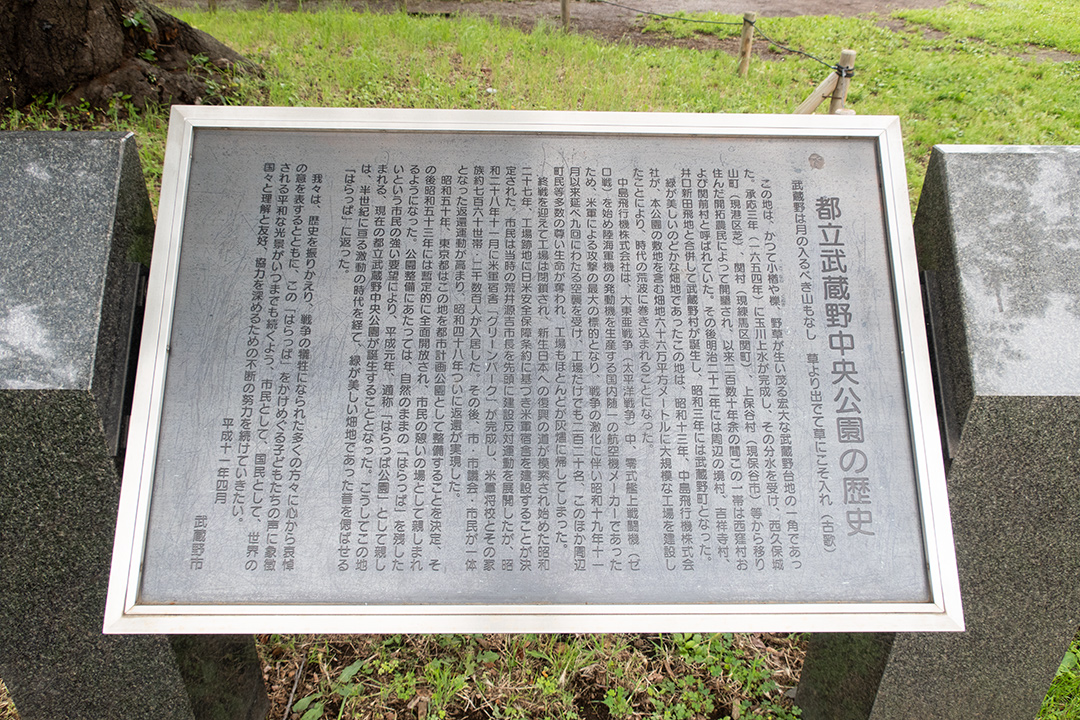 都立武蔵野中央公園の歴史
武蔵野は月の入るべき山もなし　草より出でて草にこそ入れ（古歌）
この地は、かつて小楢や櫟、野草が生い茂る宏大な武蔵野台地の一角であっ
た。承応三年（一六五四年）に玉川上水が完成し、その分水を受け、西久保城
山町（現港区芝）、関村（現練馬区関町）、上保谷村（現保谷市）等から移り
住んだ開拓農民によって開墾され、以来二百数十年余の間この一帯は西窪村お
よび関前村と呼ばれていた。その後明治二十二年には周辺の境村、吉祥寺村、
井口新田飛地と合併して武蔵野村が誕生し、昭和三年には武蔵野町となった。
緑が美しいのどかな畑地であったこの地は、昭和十三年、中島飛行機株式会
社が、本公園の敷地を含む畑地六十六万平方メートルに大規模な工場を建設し
たことにより、時代の荒波に巻き込まれることになった。
中島飛行機株式会社は、大東亜戦争（太平洋戦争）中、零式艦上戦闘機（ゼ
ロ戦）を始め陸海軍機の発動機を生産する国内随一の航空機メーカーであった
ため、米軍による攻撃の最大の標的となり、戦争の激化に伴い昭和十九年十一
月以来延べ九回にわたる空襲を受け、工場だけでも二百二十名、このほか周辺
町民等多数の尊い生命が奪われ、工場もほとんどが灰燼に帰してしまった。
終戦を迎えて工場は閉鎖され、新生日本への復興の道が模索され始めた昭和
二十七年、工場跡地に日米安全保障条約に基づき米軍宿舎を建設することが決
定された。市民は当時の荒井源吉市長を先頭に建設反対運動を展開したが、昭
和二十八年十一月に米軍宿舎「グリーンパーク」が完成し、米軍将校とその家
族約七百六十世帯・二千数百人が入居した。その後、市・市議会・市民が一体
となった返還運動が高まり、昭和四十八年ついに返還が実現した。
昭和五十年、東京都はこの地を都市計画公園として整備することを決定、そ
の後昭和五十三年には暫定的に全面開放され、市民の憩いの場として親しまれ
るようになった。公園整備にあたっては、自然のままの「はらっぱ」を残した
いという市民の強い要望により、平成元年、通称「はらっぱ公園」として親し
まれる、現在の都立武蔵野中央公園が誕生することとなった。こうしてこの地
は、半世紀に亘る激動の時代を経て、緑が美しい畑地であった昔を偲ばせる
「はらっぱ」に返った。
我々は、歴史を振りかえり、戦争の犠牲になられた多くの方々に心から哀悼
の意を表するとともに、この「はらっぱ」をかけめぐる子どもたちの声に象徴
される平和な光景がいつまでも続くよう、市民として、国民として、世界の
国々と理解と友好、協力を深めるための不断の努力を続けていきたい。
平成十一年四月
武蔵野市